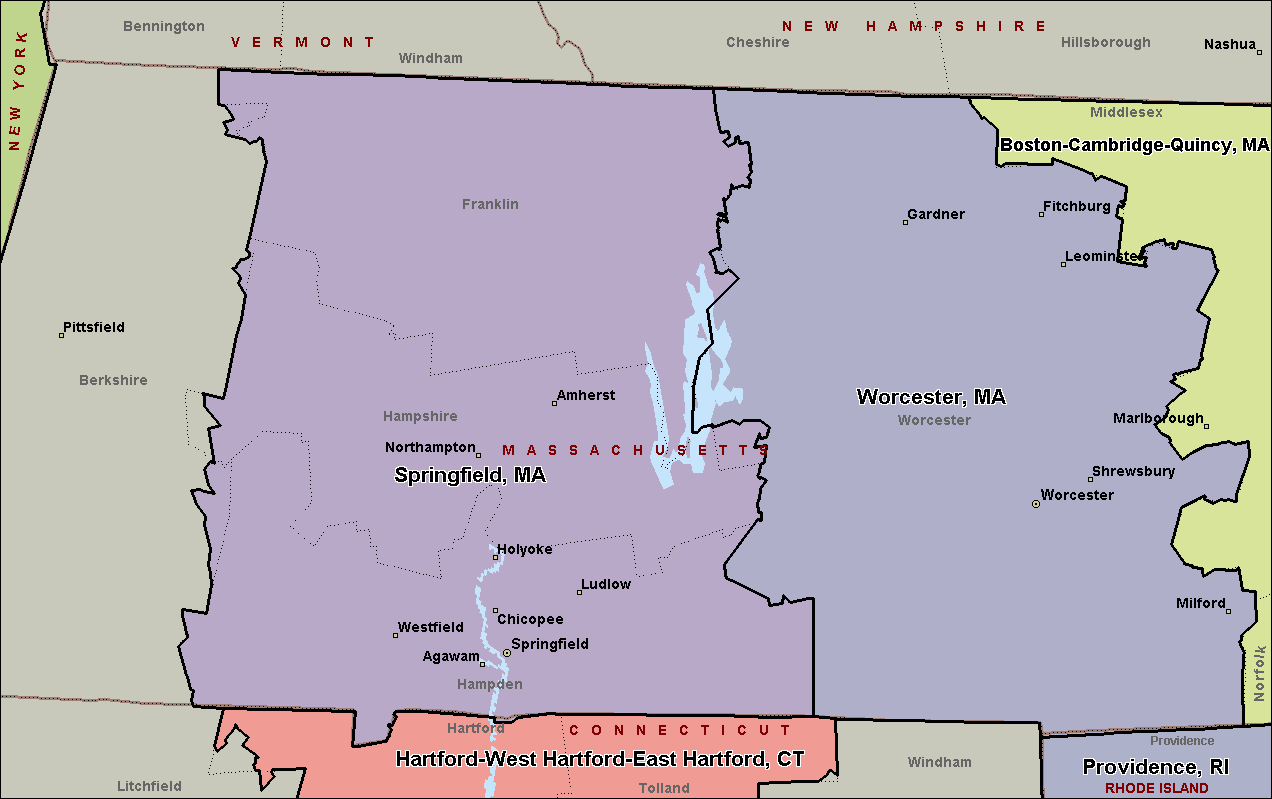 Bennington
VERMONT
Windham
NEW HAMPSHIRE
Cheshire
Hillsborough
Nashua
NEW YORK
Middlesex
Boston-Cambridge-Quincy, MA
Franklin
Gardner
Fitchburg
Leominster
Pittsfield
Berkshire
Amherst
Hampshire
Worcester, MA
Worcester
Marlborough
Northampton
MASSACHUSETTS
Springfield, MA
Shrewsbury
Worcester
Holyoke
Ludlow
Chicopee
Westfield
Springfield
Agawam
Hampden
Milford
Norfolk
Hartford
CONNECTICUT
Hartford-West Hartford-East Hartford, CT
Litchfield
Tolland
Windham
Providence
Providence, RI
RHODE ISLAND